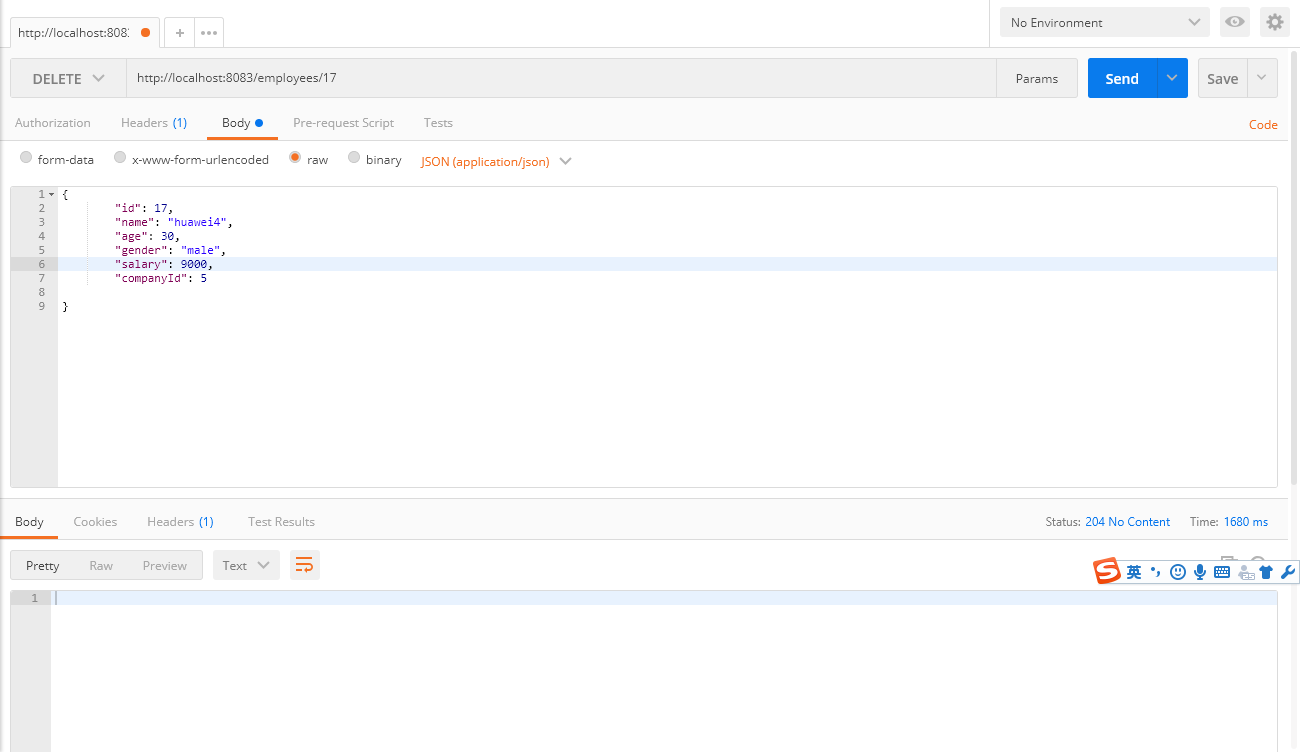 http://localhost:808
No Environment
DELETE
http://localhost:8083/employees/17
Params
Send
Save
Authorization
Headers (1)
Body
Pre-request Script
Tests
Code
form-data
x-www-form-urlencoded
raw
binary
JSON (application/json)
1 {
2 "id": 17,
3 "name": "huawei4",
4 "age": 30,
5 "gender": "male",
6 "salary": 9000,
7 "companyId": 5
8
9 }
Body
Cookies
Headers (1)
Test Results
Status: 204 No Content
Time: 1680 ms
Pretty
Raw
Preview
Text
S 英 25
1